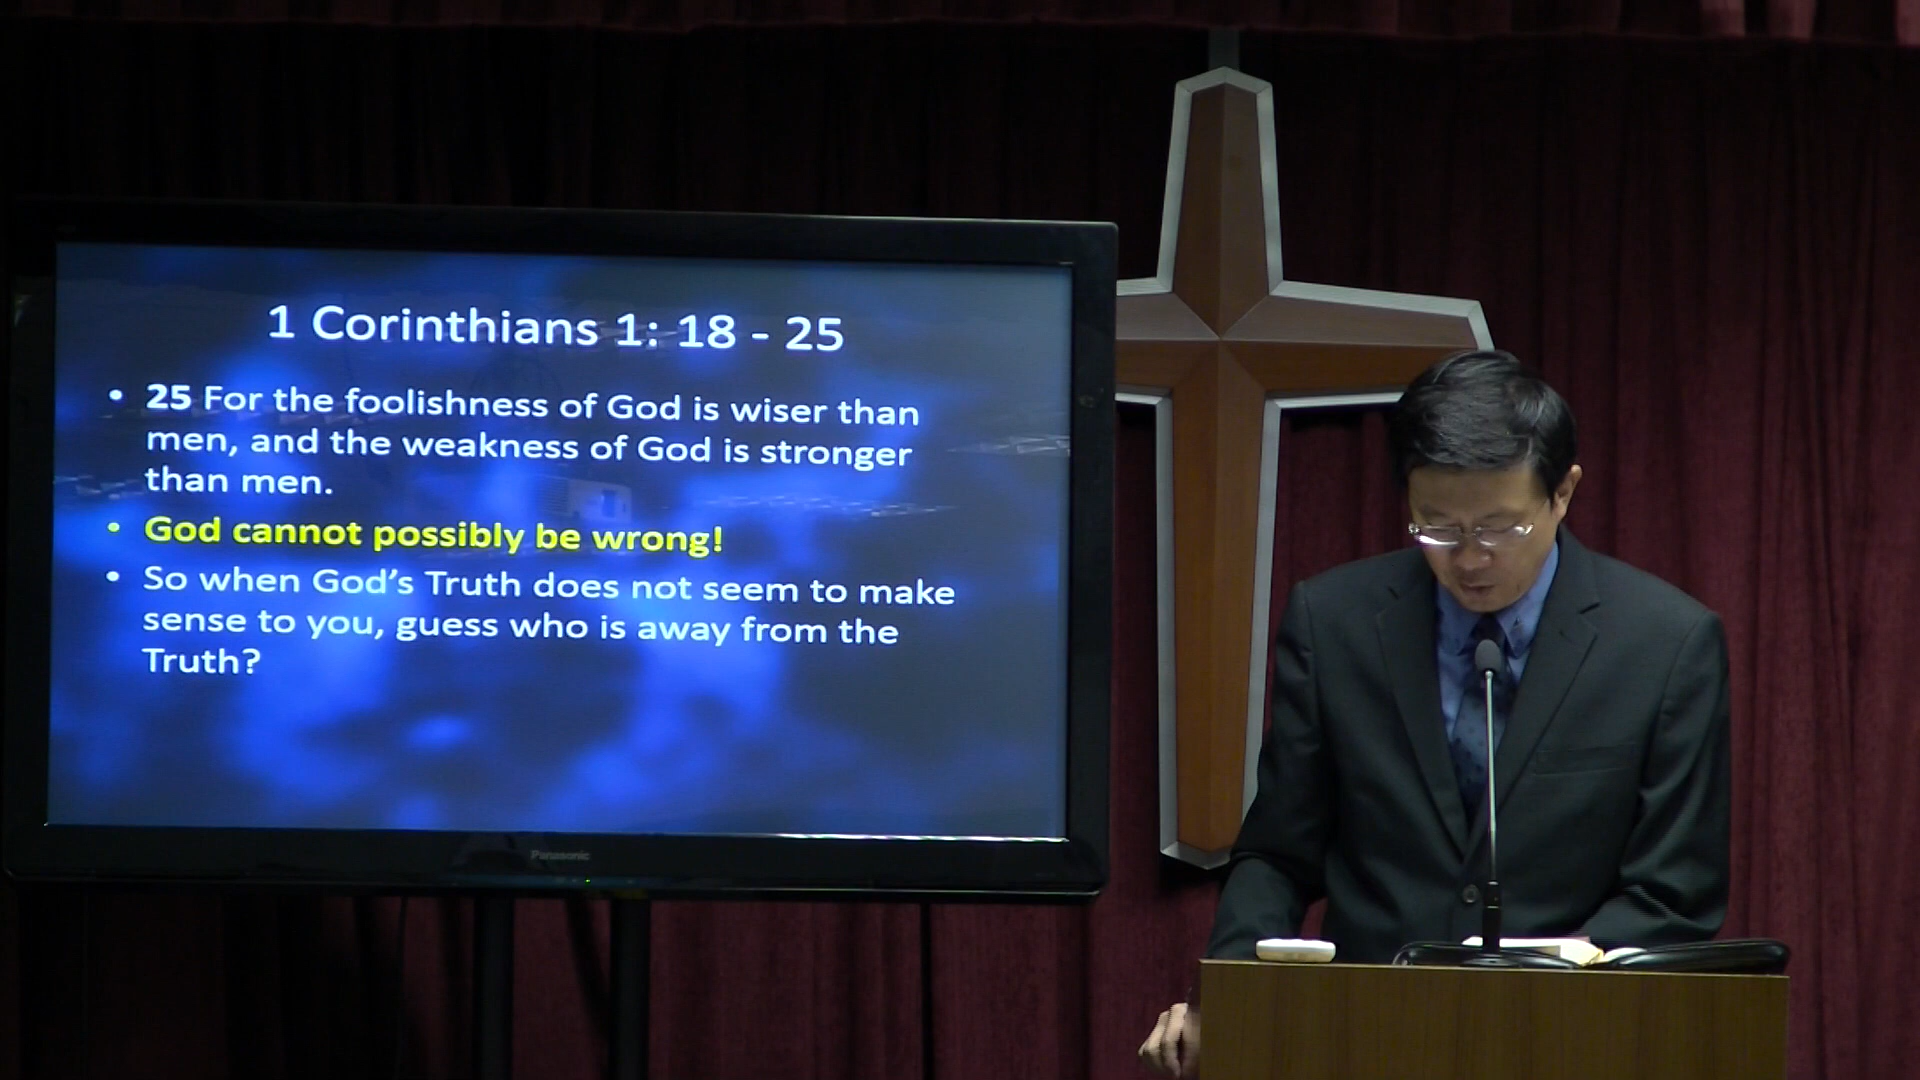 1 Corinthians 1: 18 - 25
• 25 For the foolishness of God is wiser than
men, and the weakness of God is stronger
than men.
• God cannot possibly be wrong!
• So when God's Truth does not seem to make
sense to you, guess who is away from the
Truth?
Panasonic